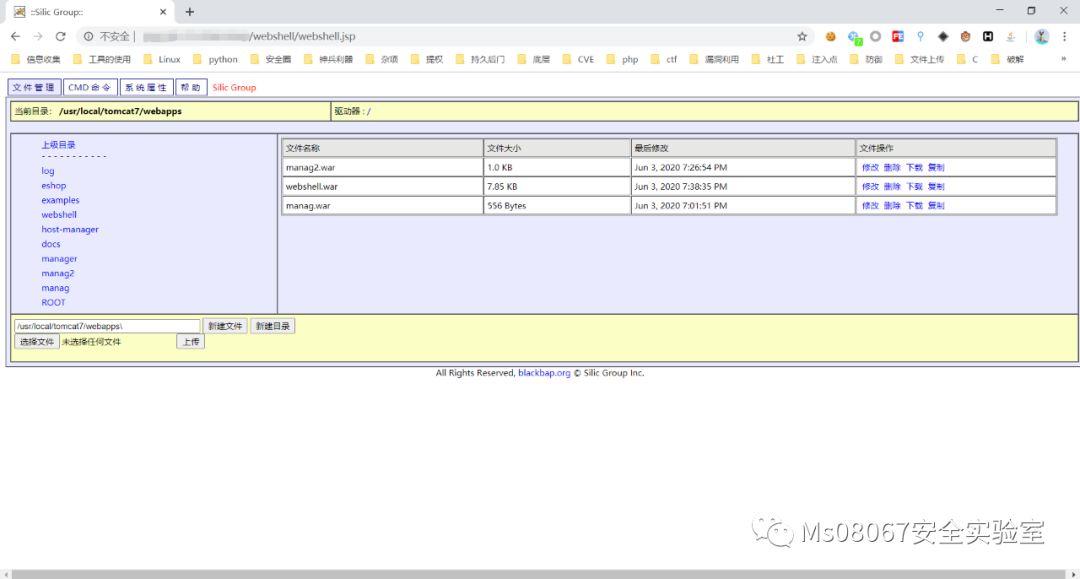 ::Silic Group::
不安全 | /webshell/webshell.jsp
信息收集 工具的使用 Linux python 安全圈 神兵利器 杂项 提权 持久后门 底层 CVE php ctf 漏洞利用 社工 注入点 防御 文件上传 C 破解 »
文件管理 CMD命令 系统属性 帮助 Silic Group
当前目录: /usr/local/tomcat7/webapps 驱动器 : /
上级目录
- - - - - - - - - - -
log
eshop
examples
webshell
host-manager
docs
manager
manag2
manag
ROOT
文件名称 文件大小 最后修改 文件操作
manag2.war 1.0 KB Jun 3, 2020 7:26:54 PM 修改 删除 下载 复制
webshell.war 7.85 KB Jun 3, 2020 7:38:35 PM 修改 删除 下载 复制
manag.war 556 Bytes Jun 3, 2020 7:01:51 PM 修改 删除 下载 复制
/usr/local/tomcat7/webapps\ 新建文件 新建目录
选择文件 未选择任何文件 上传
All Rights Reserved, blackbap.org © Silic Group Inc.
Ms08067安全实验室